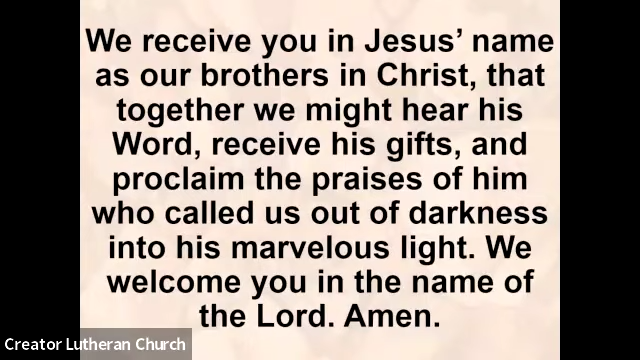 We receive you in Jesus’ name
as our brothers in Christ, that
together we might hear his
Word, receive his gifts, and
proclaim the praises of him
who called us out of darkness
into his marvelous light. We
welcome you in the name of
the Lord. Amen.
Creator Lutheran Church